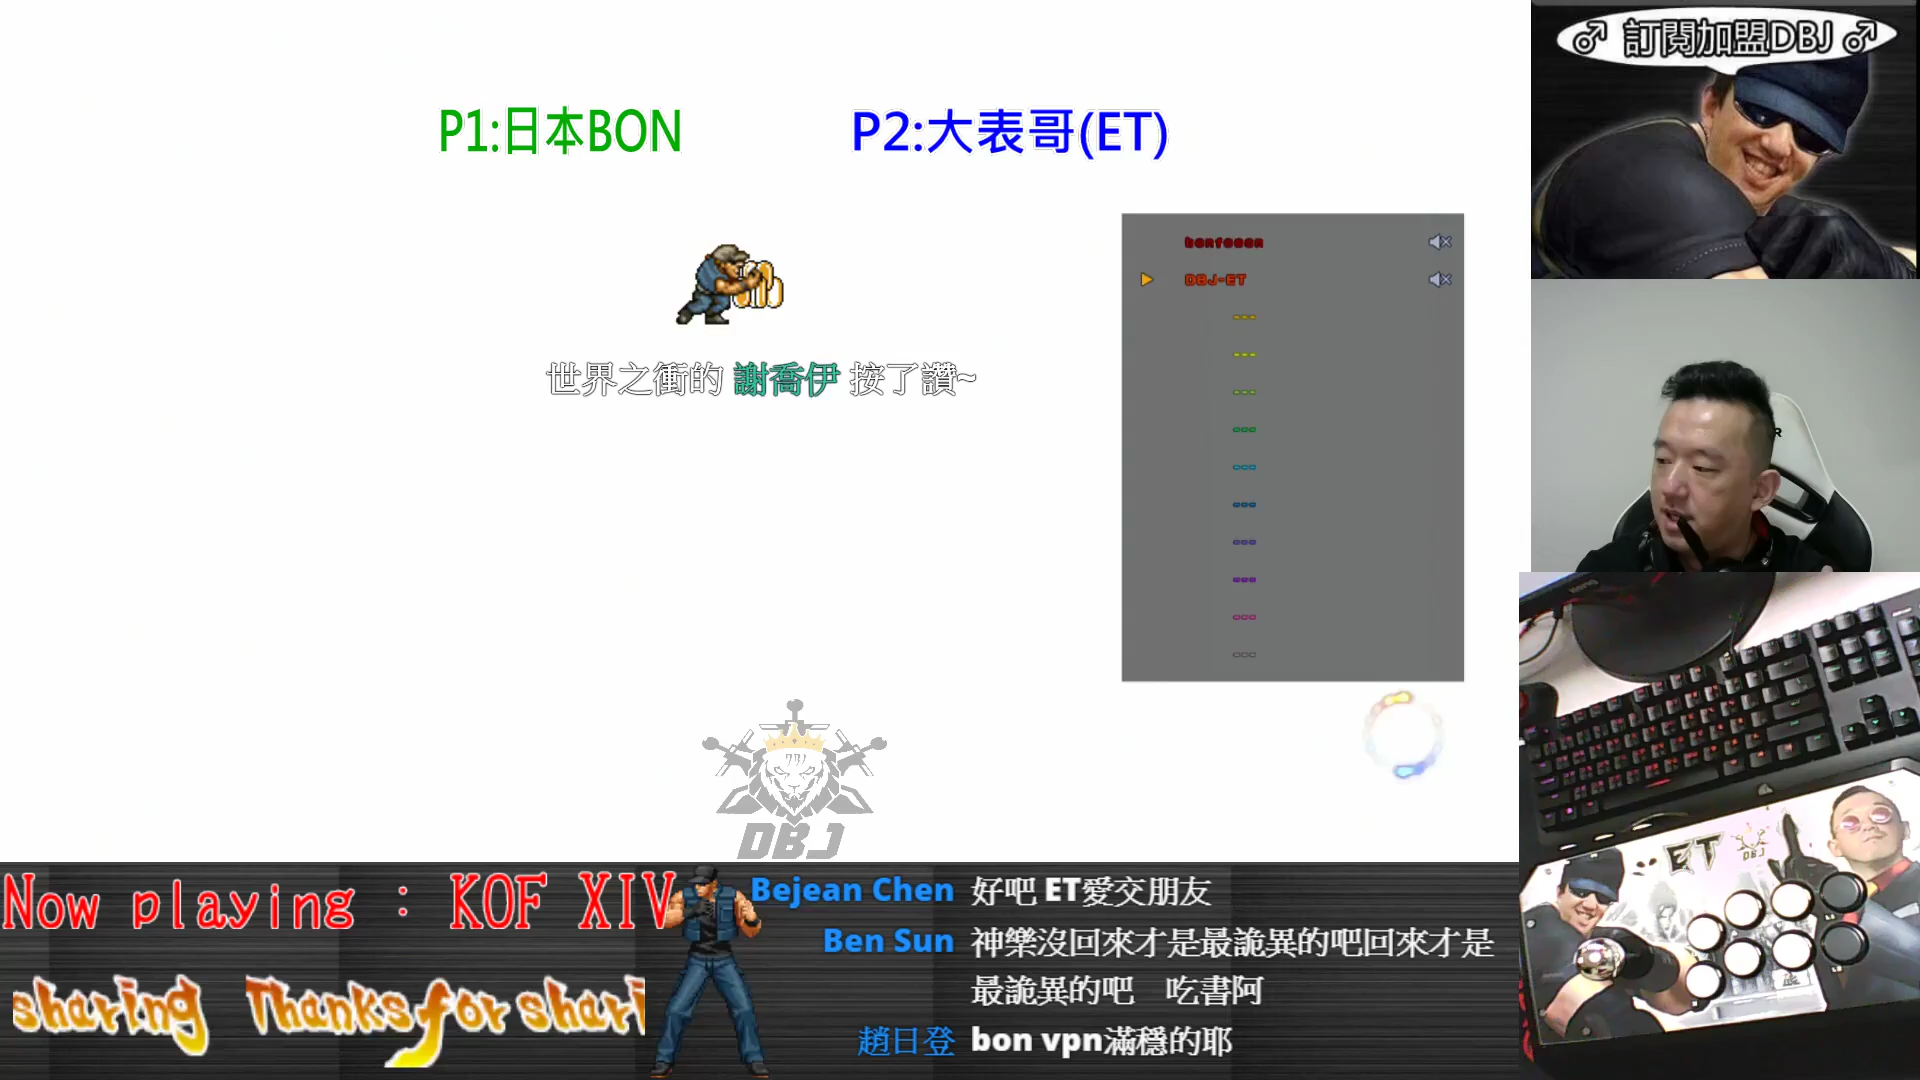 ♂ 訂閱加盟DBJ ♂
P1:日本BON
P2:大表哥(ET)
bonfooon
DBJ-ET
---
---
---
---
---
---
---
---
---
---
世界之衝的 謝喬伊 按了讚~
DBJ
Now playing : KOF XIV
sharing Thanks for shari
Bejean Chen 好吧 ET愛交朋友
Ben Sun 神樂沒回來才是最詭異的吧回來才是
最詭異的吧 吃書阿
趙日登 bon vpn滿穩的耶
R
ET
DBJ